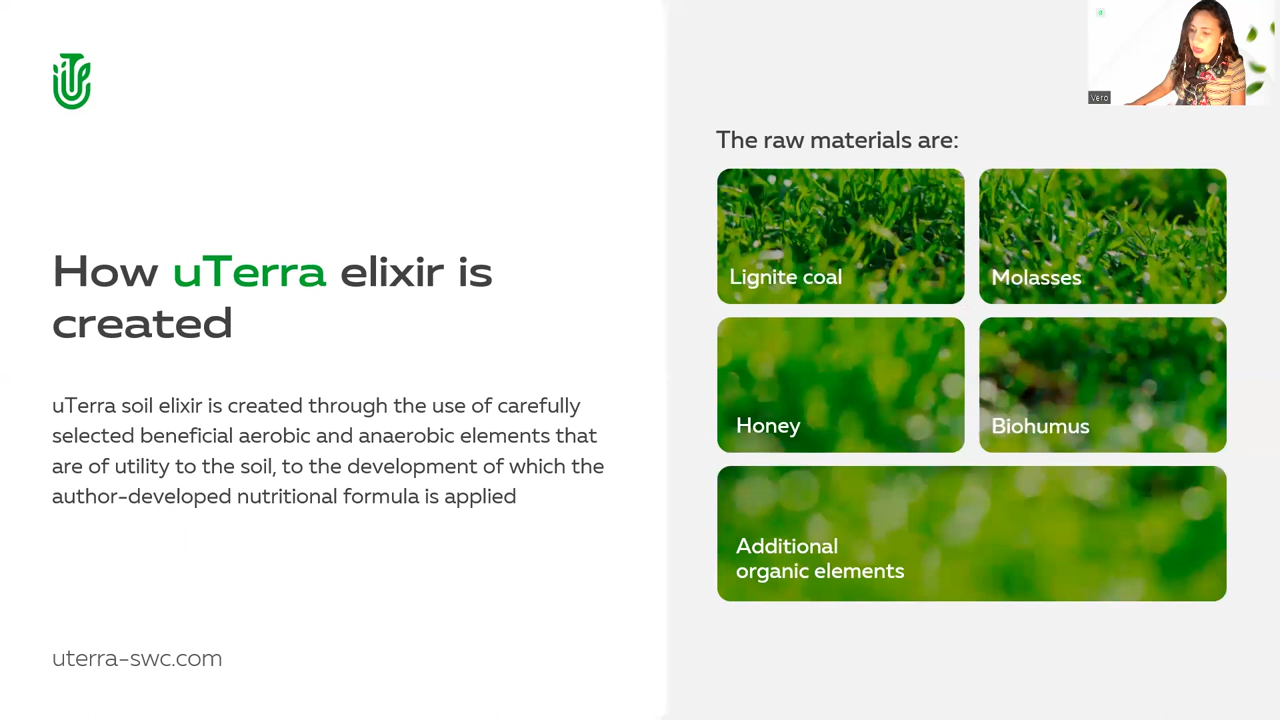 How uTerra elixir is
created
uTerra soil elixir is created through the use of carefully
selected beneficial aerobic and anaerobic elements that
are of utility to the soil, to the development of which the
author-developed nutritional formula is applied
uterra-swc.com
The raw materials are:
Lignite coal
Molasses
Honey
Biohumus
Additional
organic elements
Vero